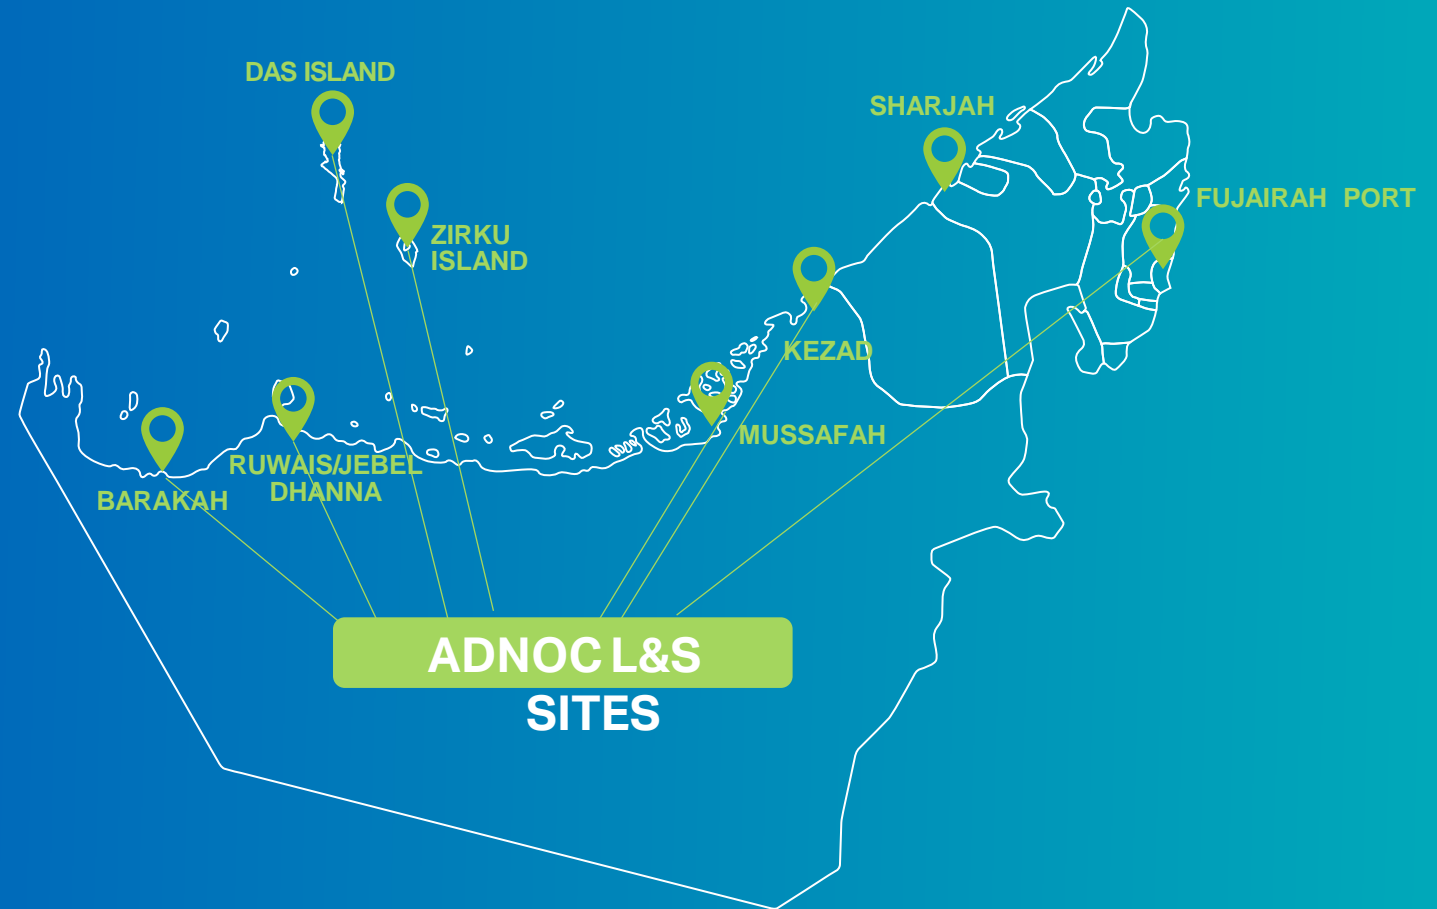 DAS ISLAND
SHARJAH
FUJAIRAH PORT
ZIRKU
ISLAND
KEZAD
MUSSAFAH
RUWAIS/JEBEL
DHANNA
BARAKAH
ADNOC L&S
SITES